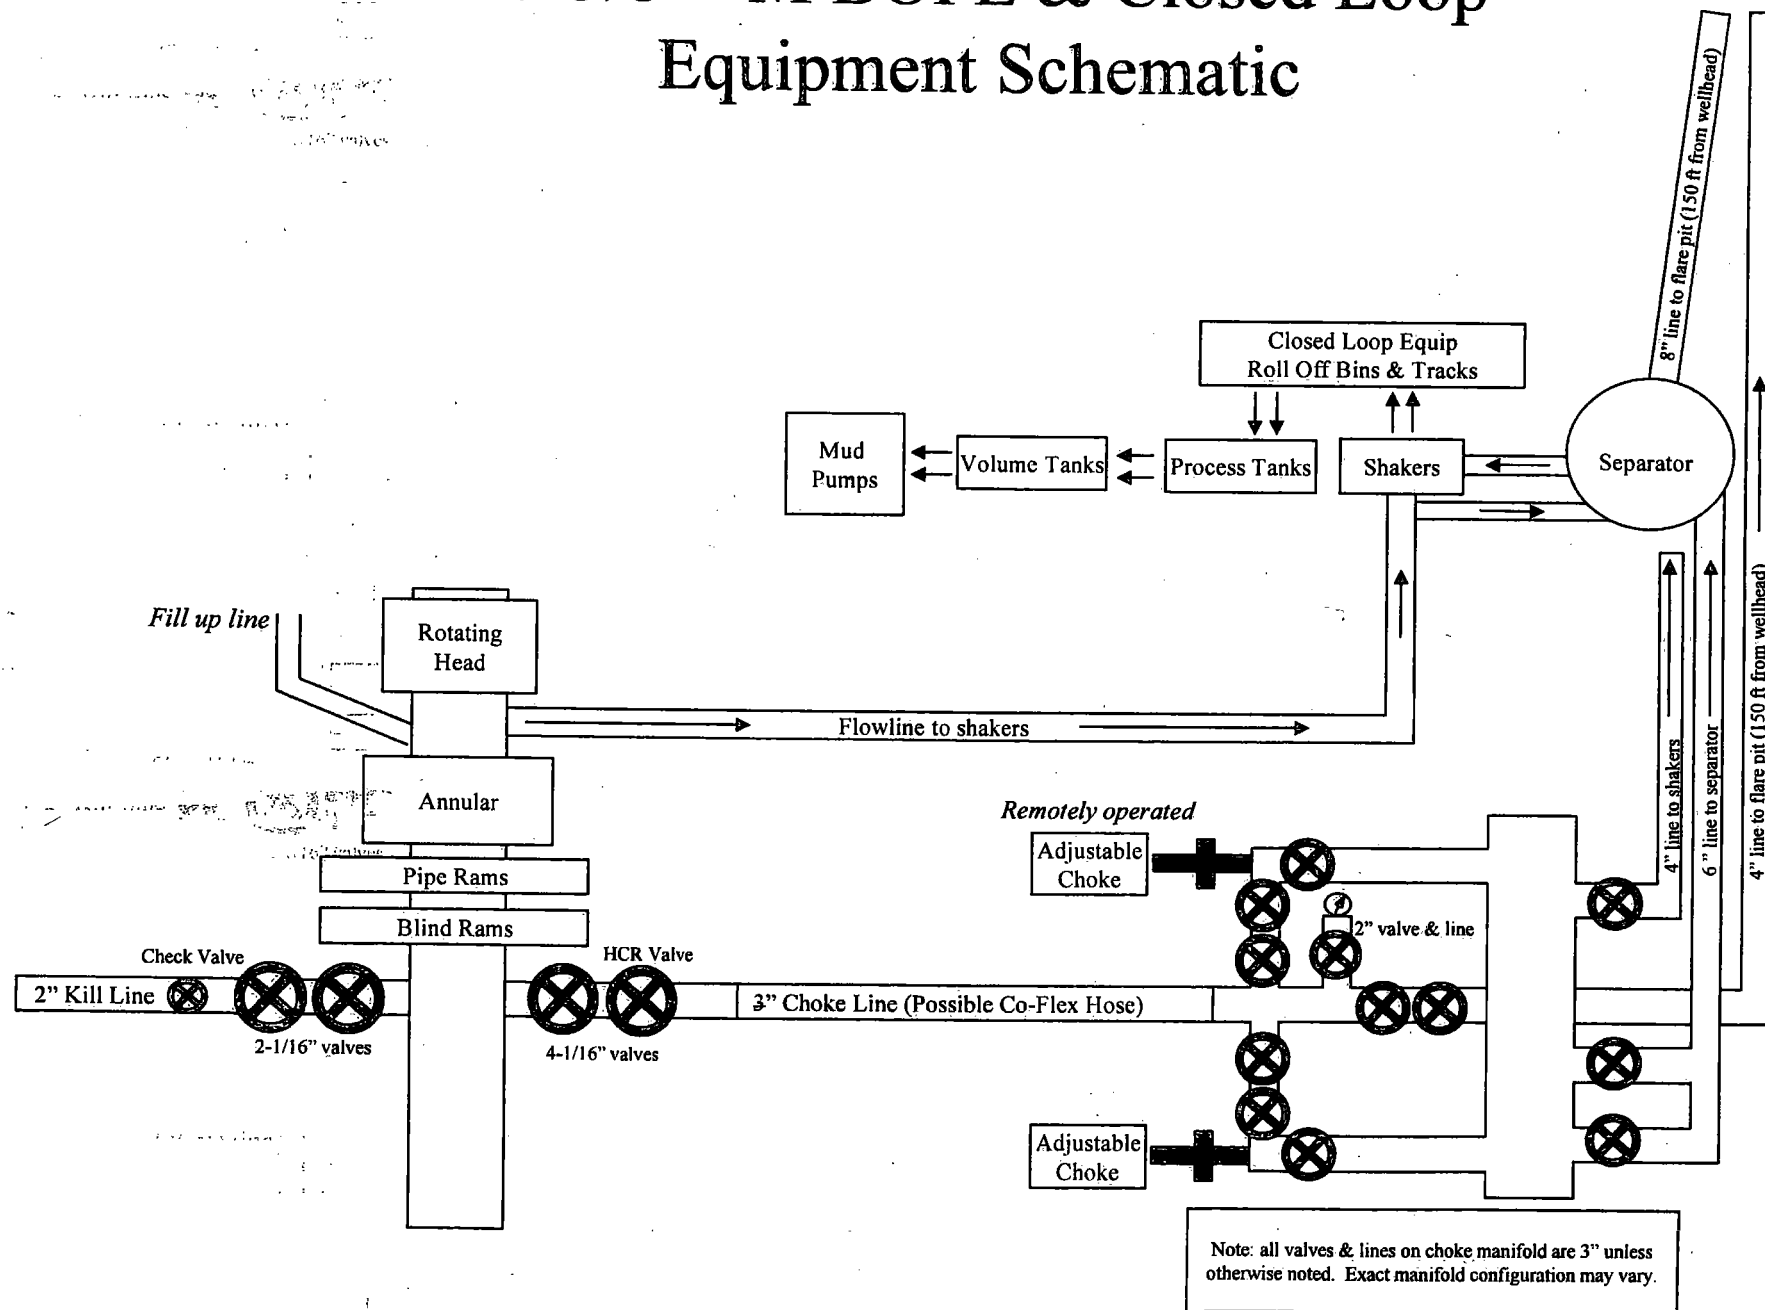 M BOPE & Closed Loop
Equipment Schematic
16" valves
8" line to flare pit (150 ft from wellhead)
Closed Loop Equip
Roll Off Bins & Tracks
Mud
Pumps
Volume Tanks
Process Tanks
Shakers
Separator
Fill up line
Rotating
Head
Flowline to shakers
4" line to shakers
6" line to separator
4" line to flare pit (150 ft from wellhead)
Annular
Remotely operated
Adjustable
Choke
Pipe Rams
Blind Rams
2" valve & line
Check Valve
HCR Valve
2" Kill Line
3" Choke Line (Possible Co-Flex Hose)
2-1/16" valves
4-1/16" valves
Adjustable
Choke
Note: all valves & lines on choke manifold are 3" unless
otherwise noted. Exact manifold configuration may vary.